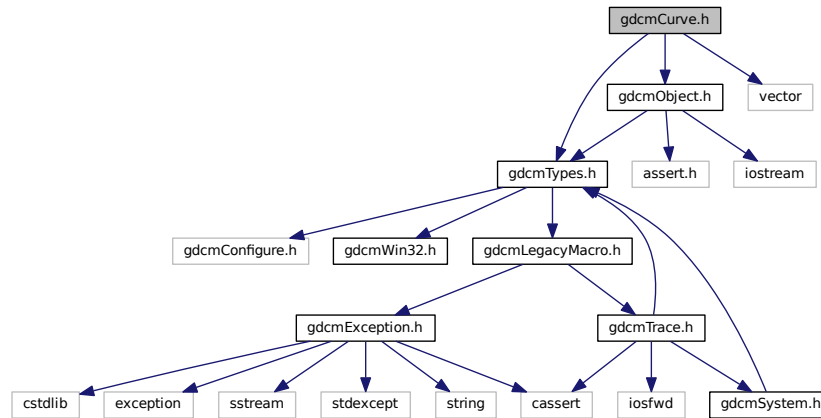 gdcmCurve.h
gdcmObject.h
vector
gdcmTypes.h
assert.h
iostream
gdcmConfigure.h
gdcmWin32.h
gdcmLegacyMacro.h
gdcmException.h
gdcmTrace.h
cstdlib
exception
sstream
stdexcept
string
cassert
iosfwd
gdcmSystem.h